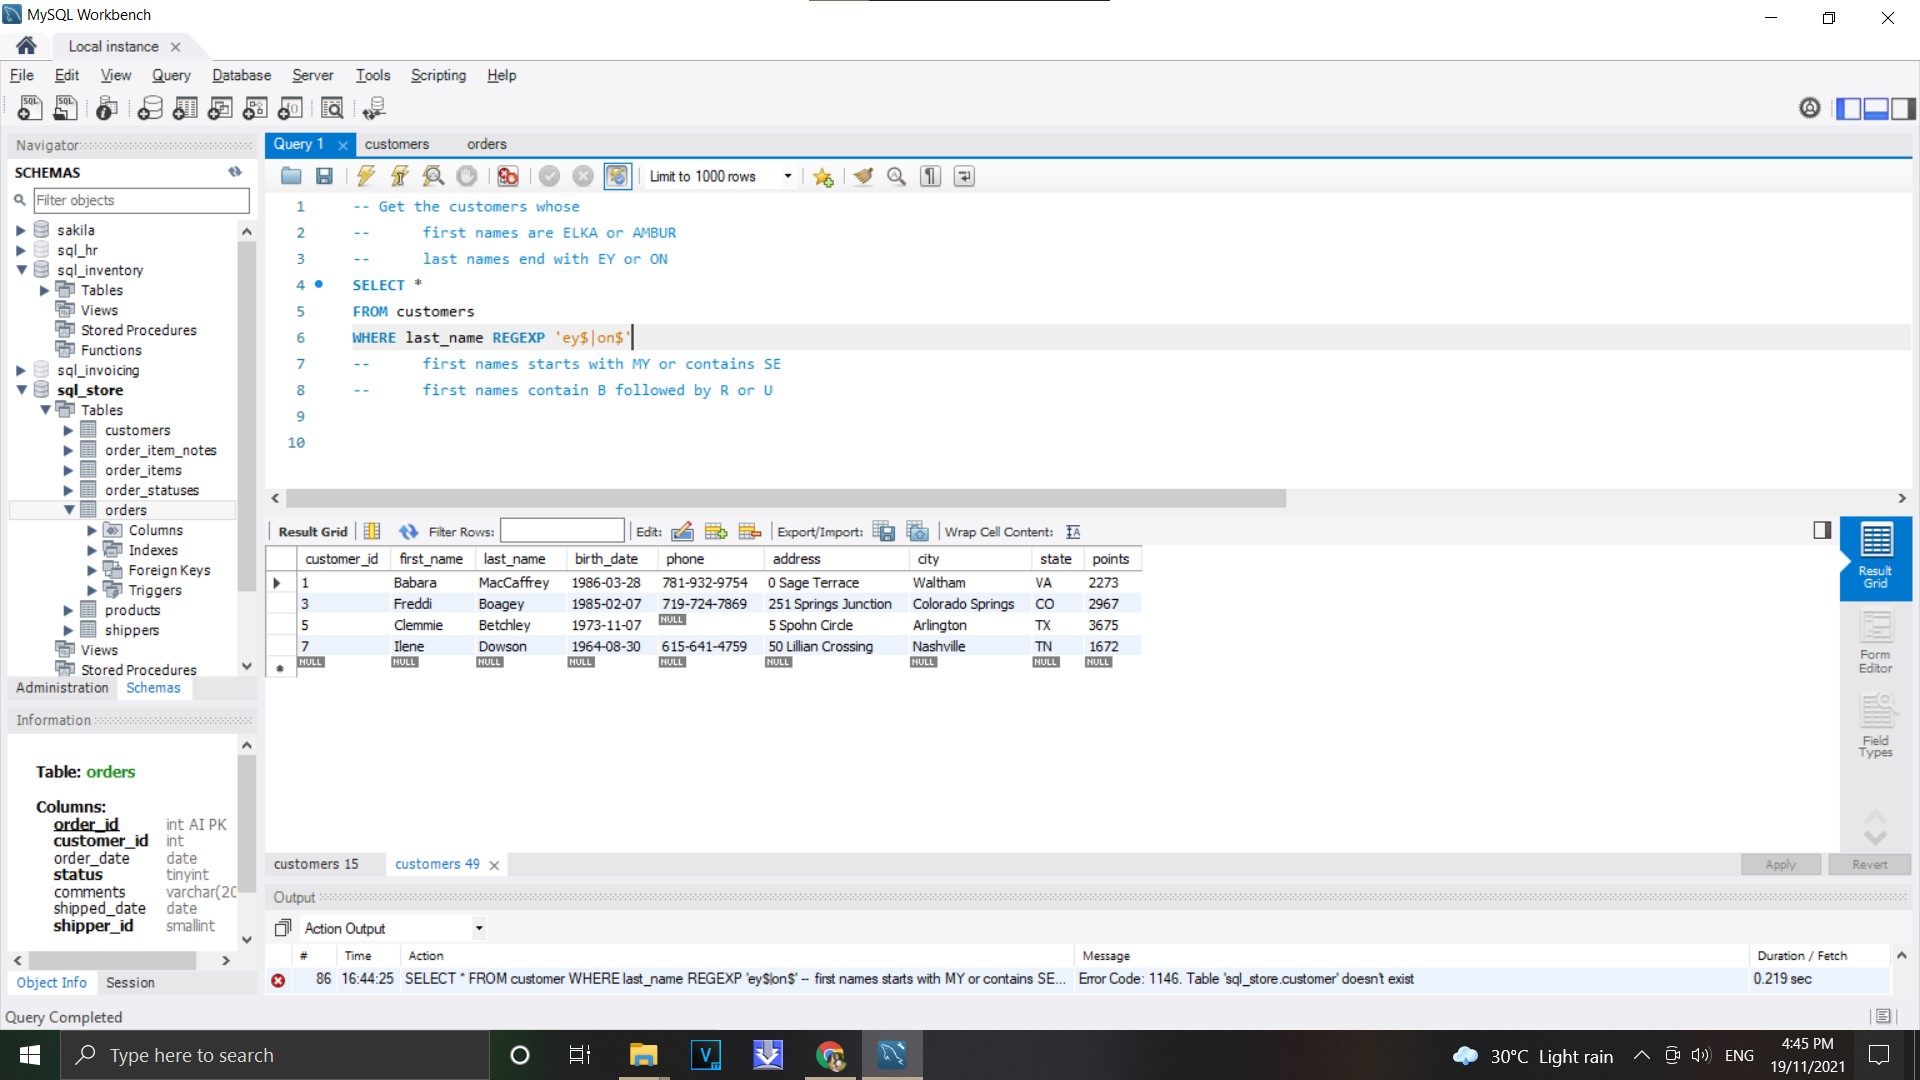 MySQL Workbench
Local instance
File Edit View Query Database Server Tools Scripting Help
Navigator
SCHEMAS
Filter objects
sakila
sql_hr
sql_inventory
Tables
Views
Stored Procedures
Functions
sql_invoicing
sql_store
Tables
customers
order_item_notes
order_items
order_statuses
orders
Columns
Indexes
Foreign Keys
Triggers
products
shippers
Views
Stored Procedures
Administration Schemas
Information
Table: orders
Columns:
order_id int AI PK
customer_id int
order_date date
status tinyint
comments varchar(20
shipped_date date
shipper_id smallint
Object Info Session
Query 1 customers orders
Limit to 1000 rows
1 -- Get the customers whose
2 -- first names are ELKA or AMBUR
3 -- last names end with EY or ON
4 SELECT *
5 FROM customers
6 WHERE last_name REGEXP 'ey$|on$'
7 -- first names starts with MY or contains SE
8 -- first names contain B followed by R or U
9
10
Result Grid Filter Rows: Edit: Export/Import: Wrap Cell Content:
customer_id first_name last_name birth_date phone address city state points
1 Babara MacCaffrey 1986-03-28 781-932-9754 0 Sage Terrace Waltham VA 2273
3 Freddi Boagey 1985-02-07 719-724-7869 251 Springs Junction Colorado Springs CO 2967
5 Clemmie Betchley 1973-11-07 NULL 5 Spohn Circle Arlington TX 3675
7 Ilene Dowson 1964-08-30 615-641-4759 50 Lillian Crossing Nashville TN 1672
NULL NULL NULL NULL NULL NULL NULL NULL NULL
Result
Grid
Form
Editor
Field
Types
customers 15 customers 49
Apply Revert
Output
Action Output
# Time Action Message Duration / Fetch
86 16:44:25 SELECT * FROM customer WHERE last_name REGEXP 'ey$|on$' -- first names starts with MY or contains SE... Error Code: 1146. Table 'sql_store.customer' doesn't exist 0.219 sec
Query Completed
Type here to search
30°C Light rain
ENG
4:45 PM
19/11/2021